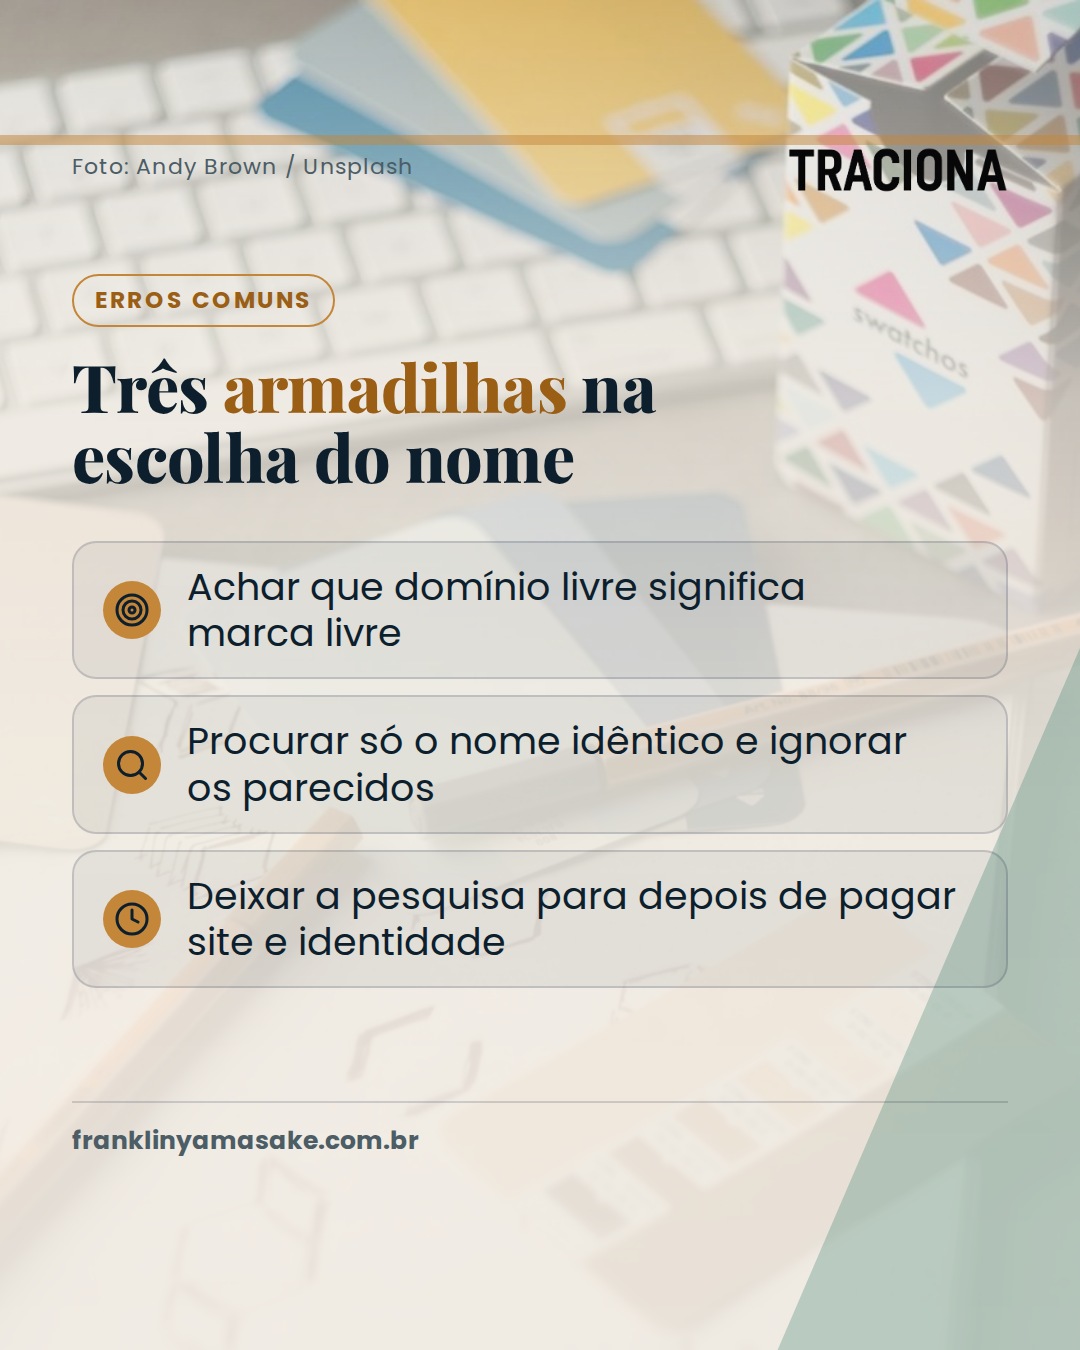 Foto: Andy Brown / Unsplash
TRACIONA
swatchos
ERROS COMUNS
Três armadilhas na
escolha do nome
Achar que domínio livre significa
marca livre
Procurar só o nome idêntico e ignorar
os parecidos
Deixar a pesquisa para depois de pagar
site e identidade
franklinyamasake.com.br